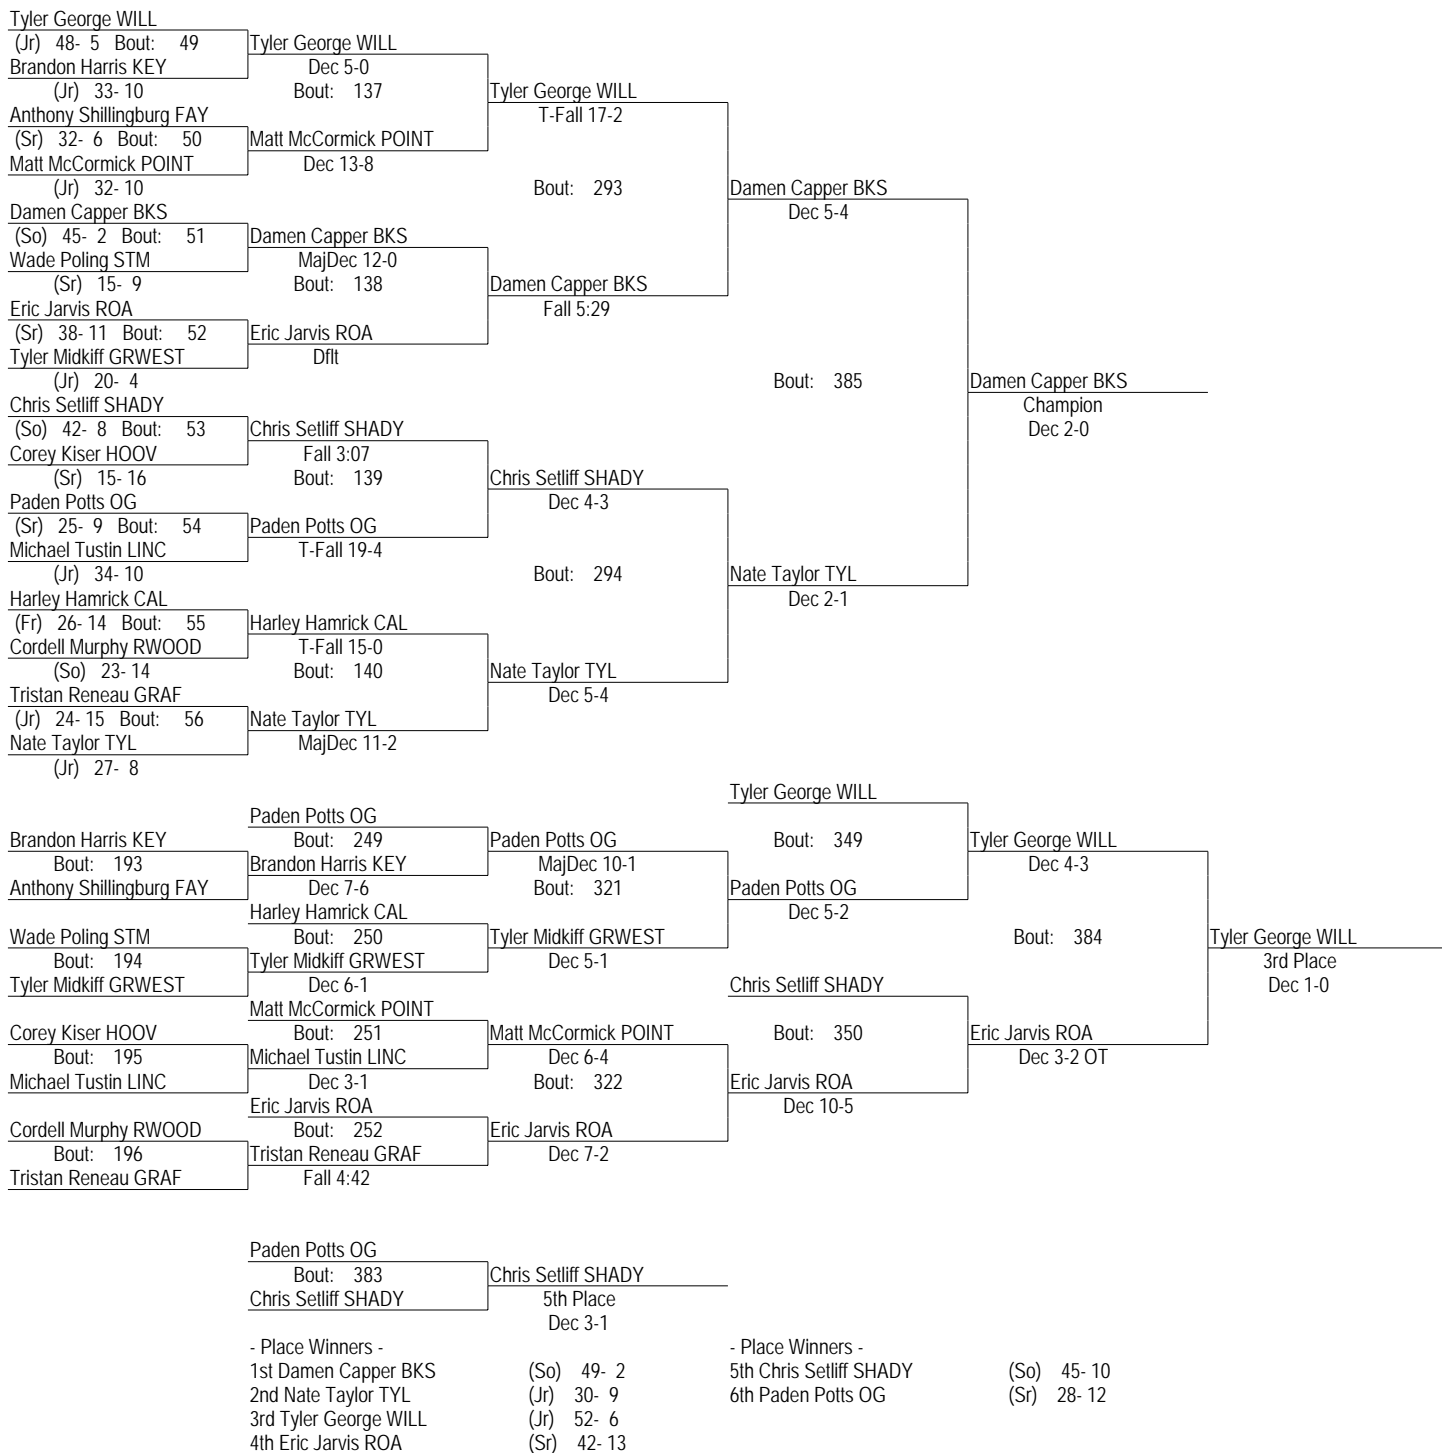 Tyler George WILL
(Jr) 48- 5 Bout: 49 Tyler George WILL
Brandon Harris KEY Dec 5-0
(Jr) 33- 10 Bout: 137 Tyler George WILL
Anthony Shillingburg FAY T-Fall 17-2
(Sr) 32- 6 Bout: 50 Matt McCormick POINT
Matt McCormick POINT Dec 13-8
(Jr) 32- 10 Bout: 293 Damen Capper BKS
Damen Capper BKS Dec 5-4
(So) 45- 2 Bout: 51 Damen Capper BKS
Wade Poling STM MajDec 12-0
(Sr) 15- 9 Bout: 138 Damen Capper BKS
Eric Jarvis ROA Fall 5:29
(Sr) 38- 11 Bout: 52 Eric Jarvis ROA
Tyler Midkiff GRWEST Dflt
(Jr) 20- 4 Bout: 385 Damen Capper BKS
Chris Setliff SHADY Champion
(So) 42- 8 Bout: 53 Chris Setliff SHADY Dec 2-0
Corey Kiser HOOV Fall 3:07
(Sr) 15- 16 Bout: 139 Chris Setliff SHADY
Paden Potts OG Dec 4-3
(Sr) 25- 9 Bout: 54 Paden Potts OG
Michael Tustin LINC T-Fall 19-4
(Jr) 34- 10 Bout: 294 Nate Taylor TYL
Harley Hamrick CAL Dec 2-1
(Fr) 26- 14 Bout: 55 Harley Hamrick CAL
Cordell Murphy RWOOD T-Fall 15-0
(So) 23- 14 Bout: 140 Nate Taylor TYL
Tristan Reneau GRAF Dec 5-4
(Jr) 24- 15 Bout: 56 Nate Taylor TYL
Nate Taylor TYL MajDec 11-2
(Jr) 27- 8
Tyler George WILL
Paden Potts OG
Brandon Harris KEY Bout: 249 Paden Potts OG Bout: 349 Tyler George WILL
Bout: 193 Brandon Harris KEY MajDec 10-1 Dec 4-3
Anthony Shillingburg FAY Dec 7-6 Bout: 321 Paden Potts OG
Harley Hamrick CAL Dec 5-2
Wade Poling STM Bout: 250 Tyler Midkiff GRWEST Bout: 384 Tyler George WILL
Bout: 194 Tyler Midkiff GRWEST Dec 5-1 3rd Place
Tyler Midkiff GRWEST Dec 6-1 Chris Setliff SHADY Dec 1-0
Matt McCormick POINT
Corey Kiser HOOV Bout: 251 Matt McCormick POINT Bout: 350 Eric Jarvis ROA
Bout: 195 Michael Tustin LINC Dec 6-4 Dec 3-2 OT
Michael Tustin LINC Dec 3-1 Bout: 322 Eric Jarvis ROA
Eric Jarvis ROA Dec 10-5
Cordell Murphy RWOOD Bout: 252 Eric Jarvis ROA
Bout: 196 Tristan Reneau GRAF Dec 7-2
Tristan Reneau GRAF Fall 4:42
Paden Potts OG
Bout: 383 Chris Setliff SHADY
Chris Setliff SHADY 5th Place
Dec 3-1
- Place Winners - - Place Winners -
1st Damen Capper BKS (So) 49- 2 5th Chris Setliff SHADY (So) 45- 10
2nd Nate Taylor TYL (Jr) 30- 9 6th Paden Potts OG (Sr) 28- 12
3rd Tyler George WILL (Jr) 52- 6
4th Eric Jarvis ROA (Sr) 42- 13